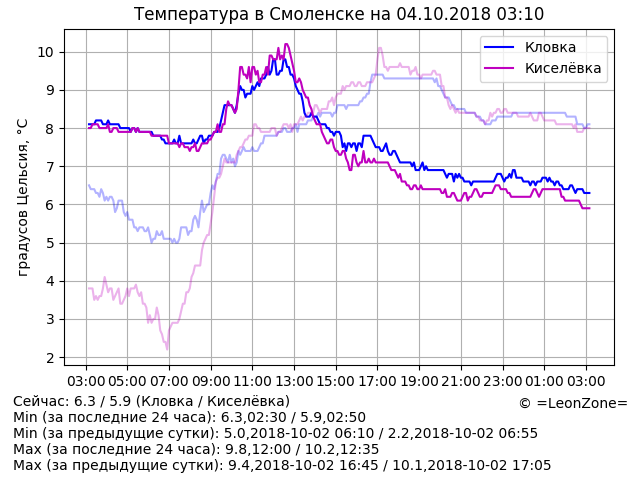 Температура в Смоленске на 04.10.2018 03:10
Кловка
Киселёвка
градусов Цельсия, °C
10
9
8
7
6
5
4
3
2
03:00 05:00 07:00 09:00 11:00 13:00 15:00 17:00 19:00 21:00 23:00 01:00 03:00
Сейчас: 6.3 / 5.9 (Кловка / Киселёвка)
© =LeonZone=
Min (за последние 24 часа): 6.3,02:30 / 5.9,02:50
Min (за предыдущие сутки): 5.0,2018-10-02 06:10 / 2.2,2018-10-02 06:55
Max (за последние 24 часа): 9.8,12:00 / 10.2,12:35
Max (за предыдущие сутки): 9.4,2018-10-02 16:45 / 10.1,2018-10-02 17:05